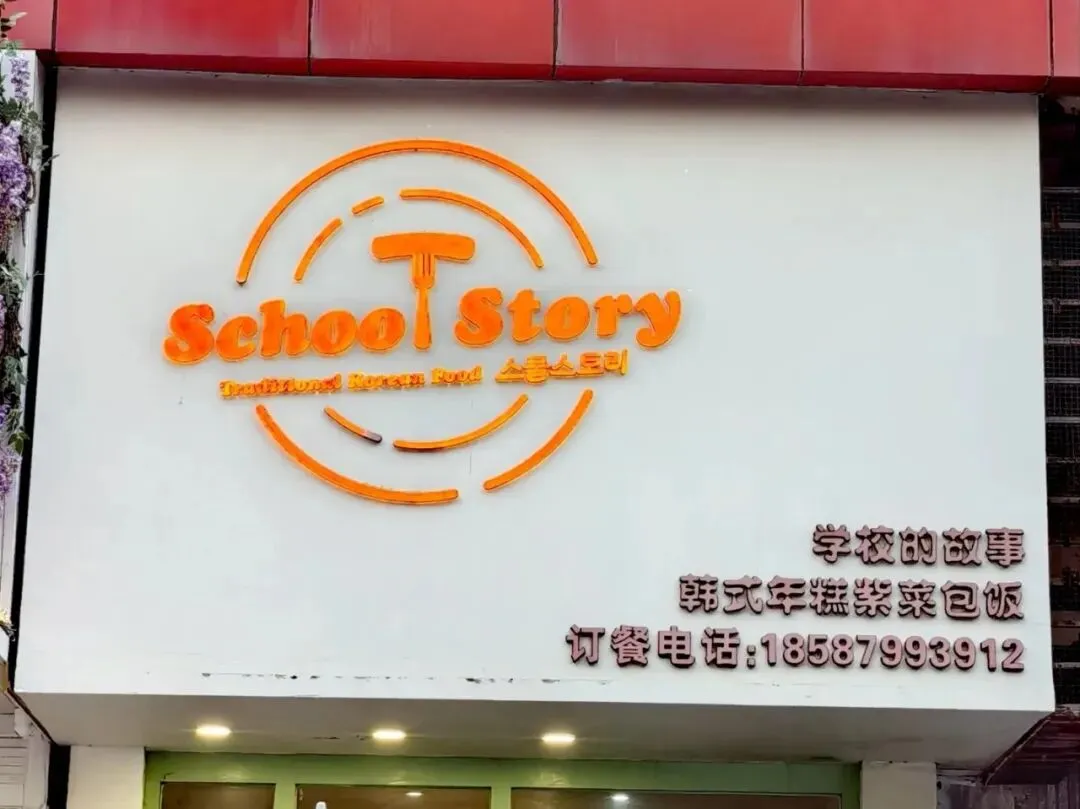 School Story
Traditional Korean Food 스쿨스토리
学校的故事
韩式年糕紫菜包饭
订餐电话:18587993912